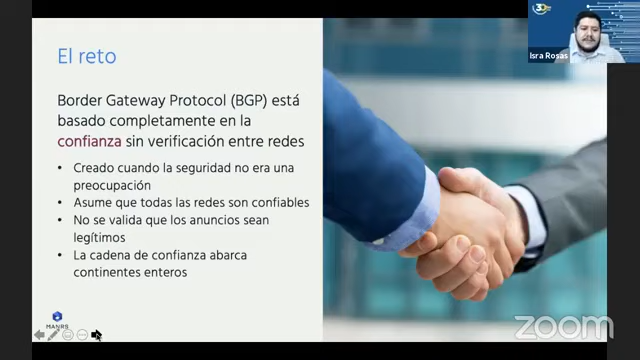 El reto
Border Gateway Protocol (BGP) está
basado completamente en la
confianza sin verificación entre redes
• Creado cuando la seguridad no era una
preocupación
• Asume que todas las redes son confiables
• No se valida que los anuncios sean
legítimos
• La cadena de confianza abarca
continentes enteros
MANRS
Isra Rosas
30
zoom